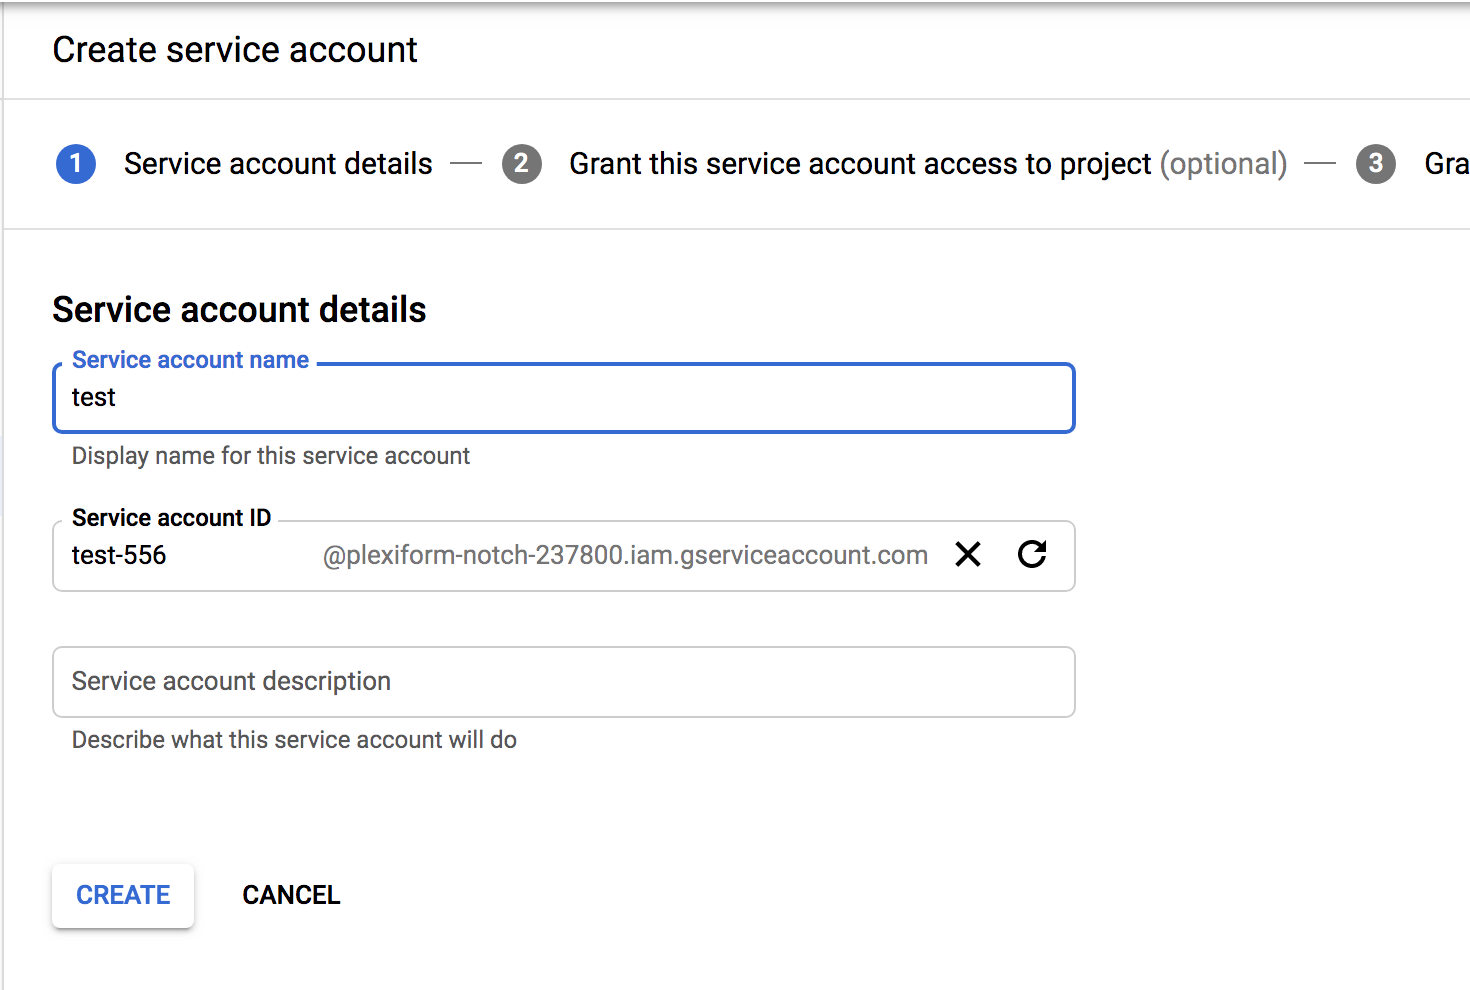 Create service account
1 Service account details — 2 Grant this service account access to project (optional) — 3 Gra
Service account details
Service account name
test
Display name for this service account
Service account ID
test-556 @plexiform-notch-237800.iam.gserviceaccount.com
Service account description
Describe what this service account will do
CREATE CANCEL